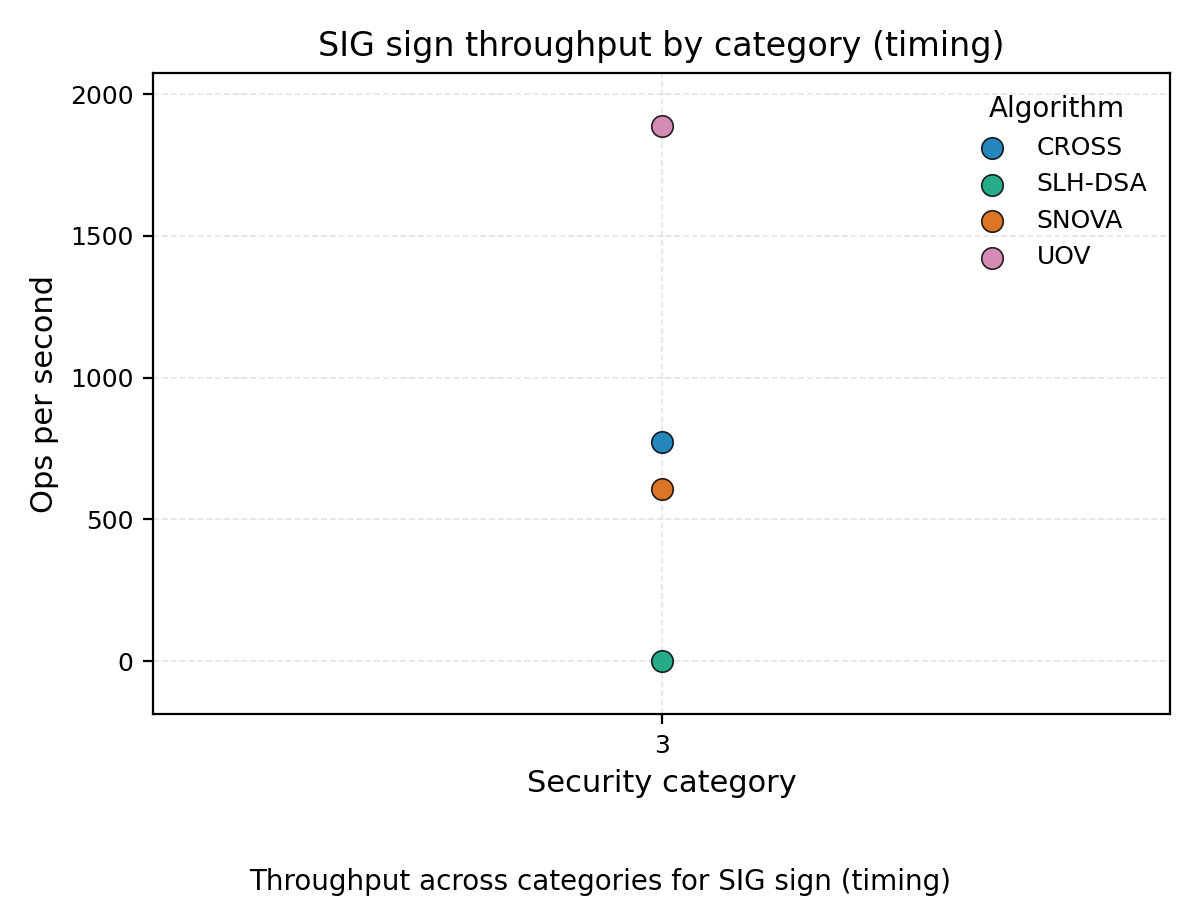 SIG sign throughput by category (timing)
Algorithm
CROSS
SLH-DSA
SNOVA
UOV
Ops per second
2000
1500
1000
500
0
3
Security category
Throughput across categories for SIG sign (timing)